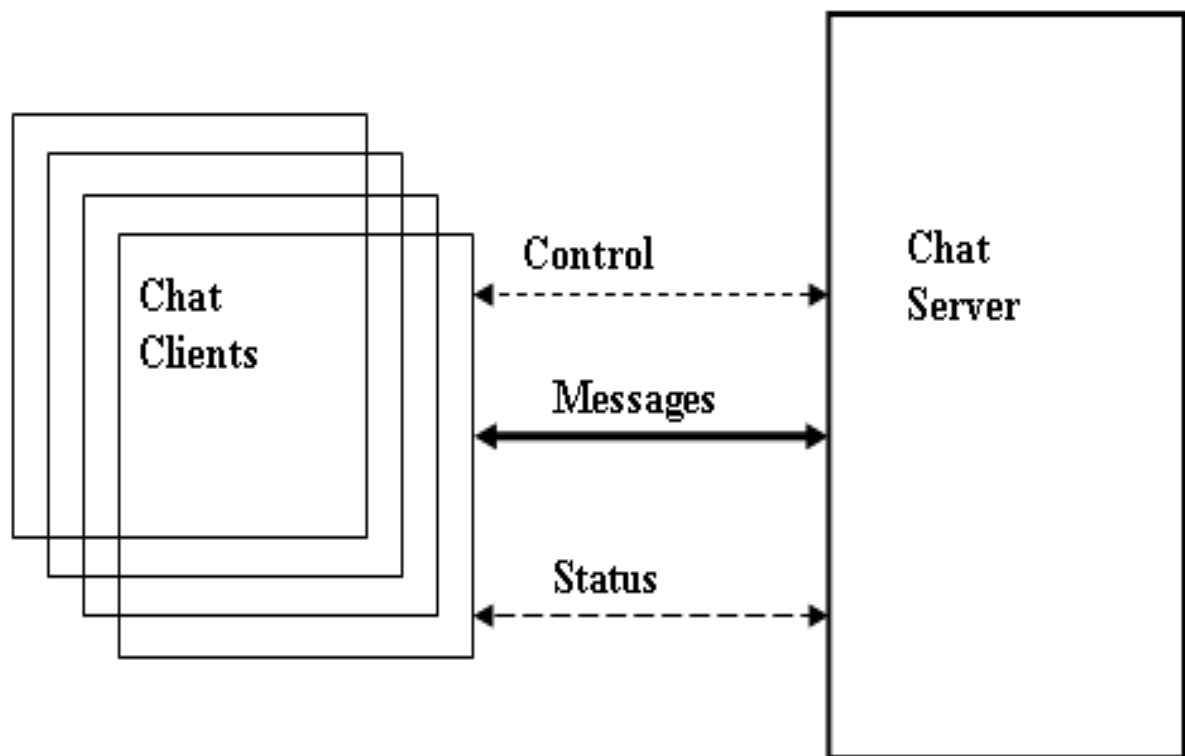 Chat
Clients
Control
Messages
Status
Chat
Server